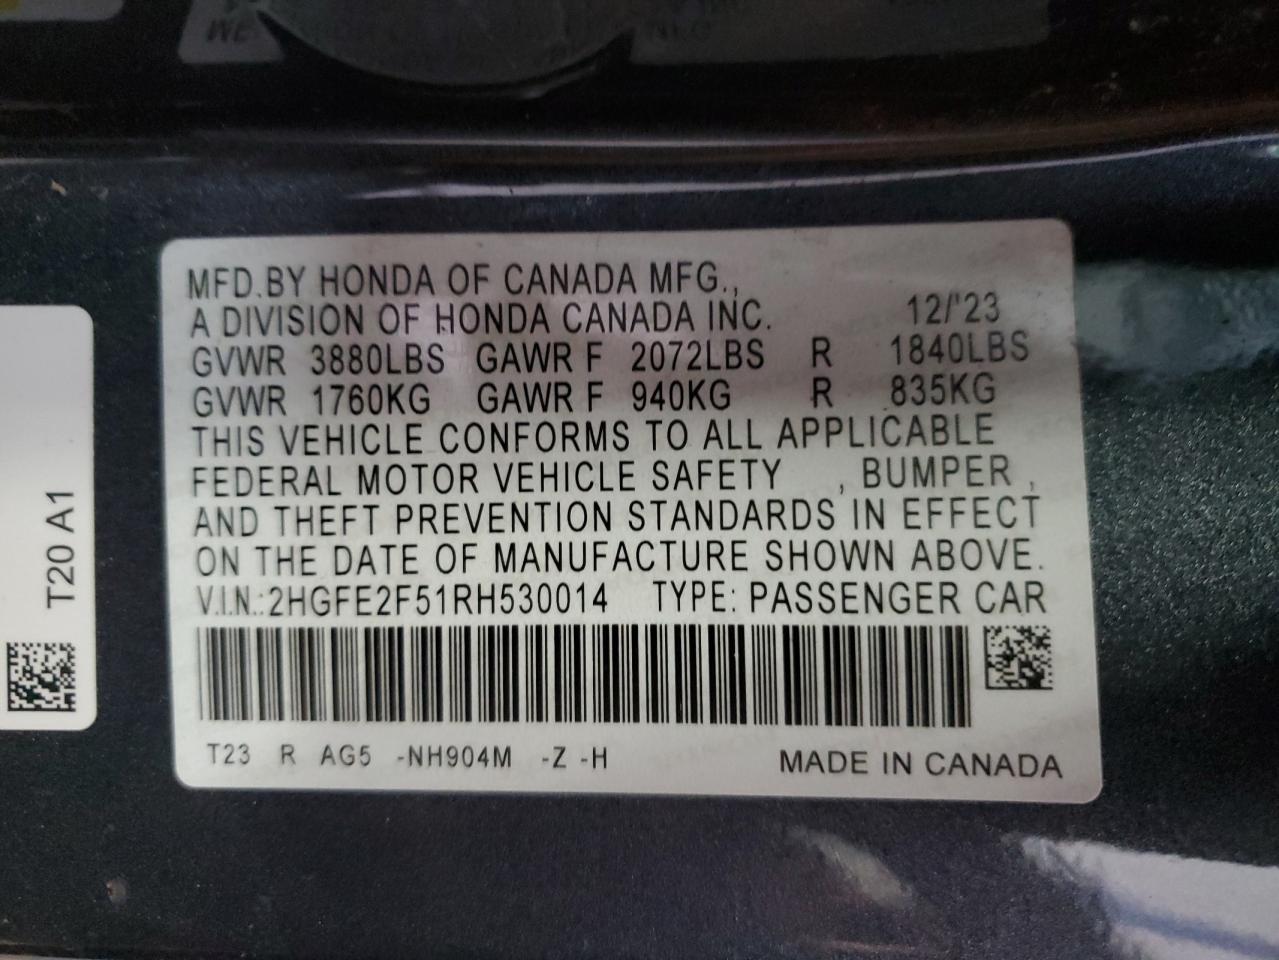 MFD.BY HONDA OF CANADA MFG.,
A DIVISION OF HONDA CANADA INC. 12/'23
GVWR 3880LBS GAWR F 2072LBS R 1840LBS
GVWR 1760KG GAWR F 940KG R 835KG
THIS VEHICLE CONFORMS TO ALL APPLICABLE
FEDERAL MOTOR VEHICLE SAFETY , BUMPER ,
AND THEFT PREVENTION STANDARDS IN EFFECT
ON THE DATE OF MANUFACTURE SHOWN ABOVE.
V.I.N.:2HGFE2F51RH530014 TYPE: PASSENGER CAR
T23 R AG5 -NH904M -Z -H MADE IN CANADA
T20 A1